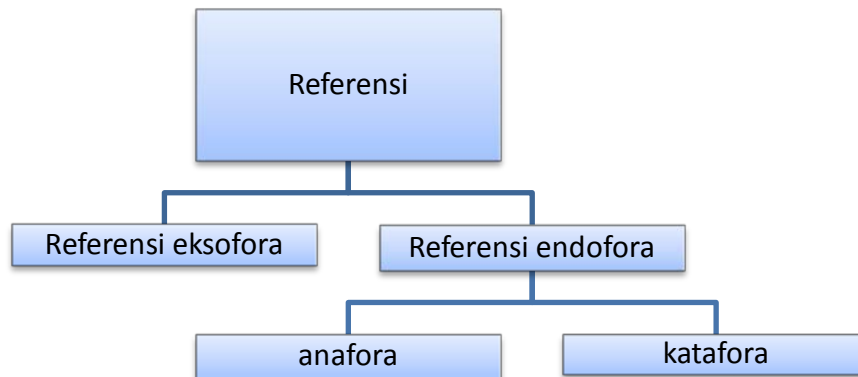 Referensi
Referensi eksofora
Referensi endofora
anafora
katafora